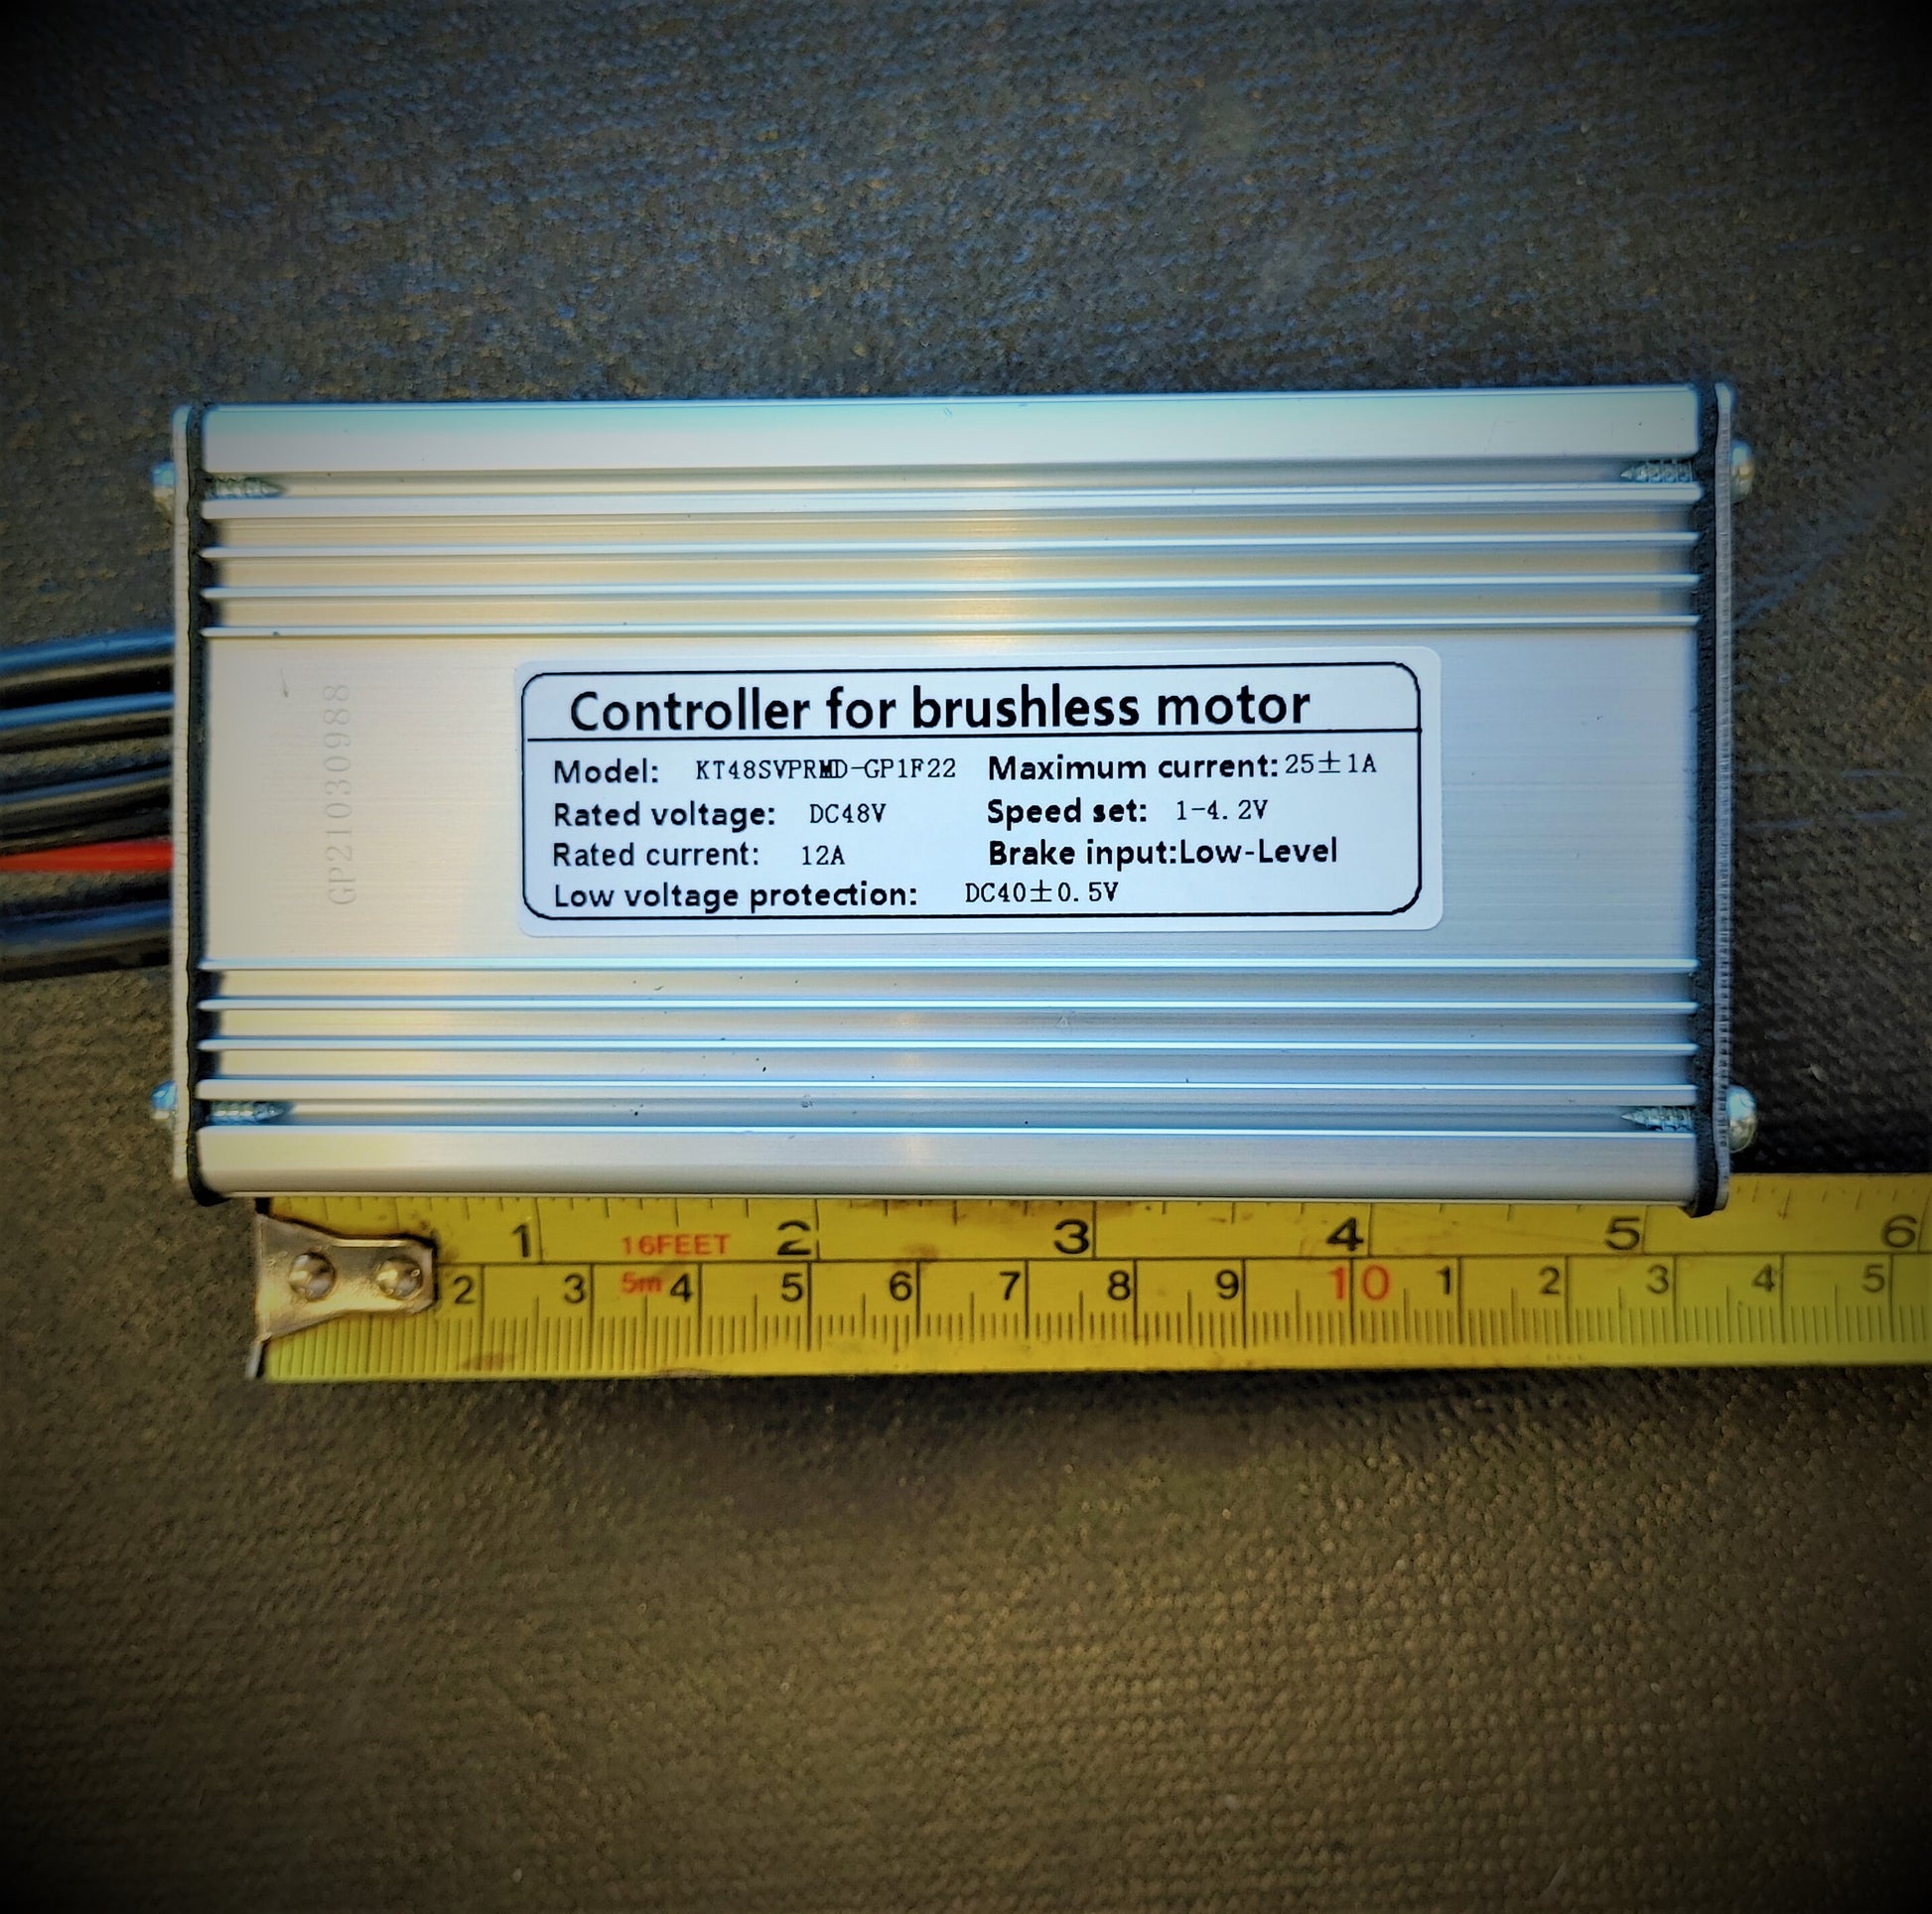 Controller for brushless motor
Model: KT48SVPRMD-GP1F22 Maximum current: 25±1A
Rated voltage: DC48V Speed set: 1-4.2V
Rated current: 12A Brake input:Low-Level
Low voltage protection: DC40±0.5V
GP21030988
1 16FEET 2 3 4 5 6
2 3 5m 4 5 6 7 8 9 10 1 2 3 4 5